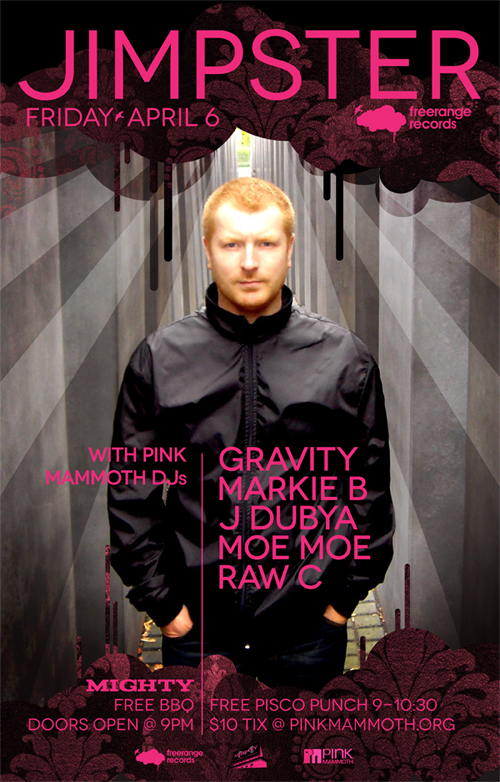 JIMPSTER
FRIDAY APRIL 6
freerange
records
WITH PINK
MAMMOTH DJs
GRAVITY
MARKIE B
J DUBYA
MOE MOE
RAW C
MIGHTY
FREE BBQ
DOORS OPEN @ 9PM
FREE PISCO PUNCH 9–10:30
$10 TIX @ PINKMAMMOTH.ORG
freerange
records
PINK
MAMMOTH